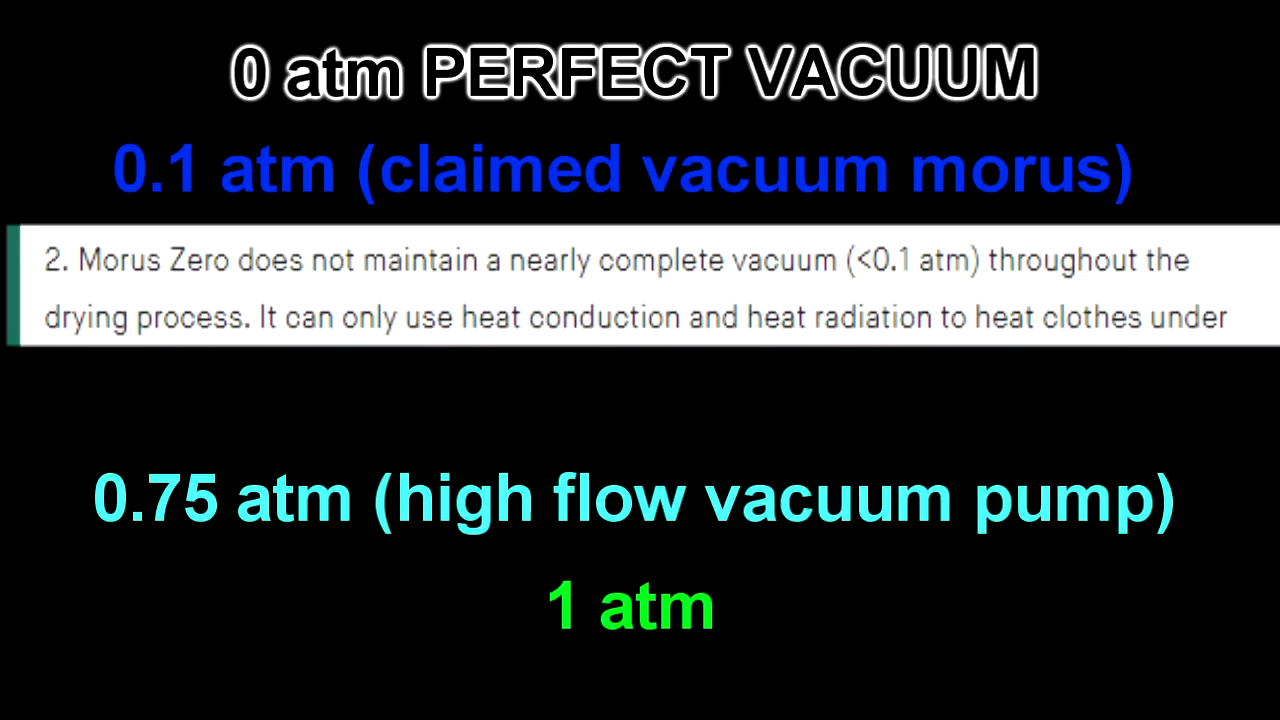 0 atm PERFECT VACUUM
0.1 atm (claimed vacuum morus)
2. Morus Zero does not maintain a nearly complete vacuum (<0.1 atm) throughout the
drying process. It can only use heat conduction and heat radiation to heat clothes under
0.75 atm (high flow vacuum pump)
1 atm